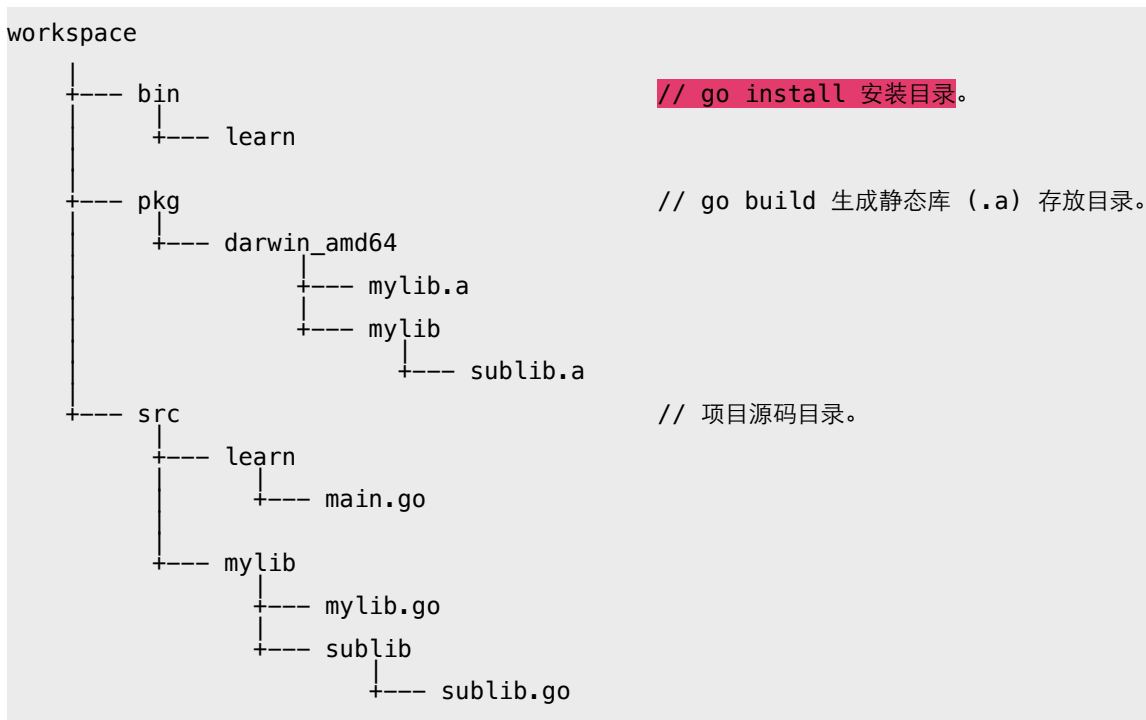 workspace
|
+--- bin // go install 安装目录。
| |
| +--- learn
|
+--- pkg // go build 生成静态库 (.a) 存放目录。
| |
| +--- darwin_amd64
| |
| +--- mylib.a
| |
| +--- mylib
| |
| +--- sublib.a
|
+--- src // 项目源码目录。
|
+--- learn
| |
| +--- main.go
|
+--- mylib
|
+--- mylib.go
|
+--- sublib
|
+--- sublib.go